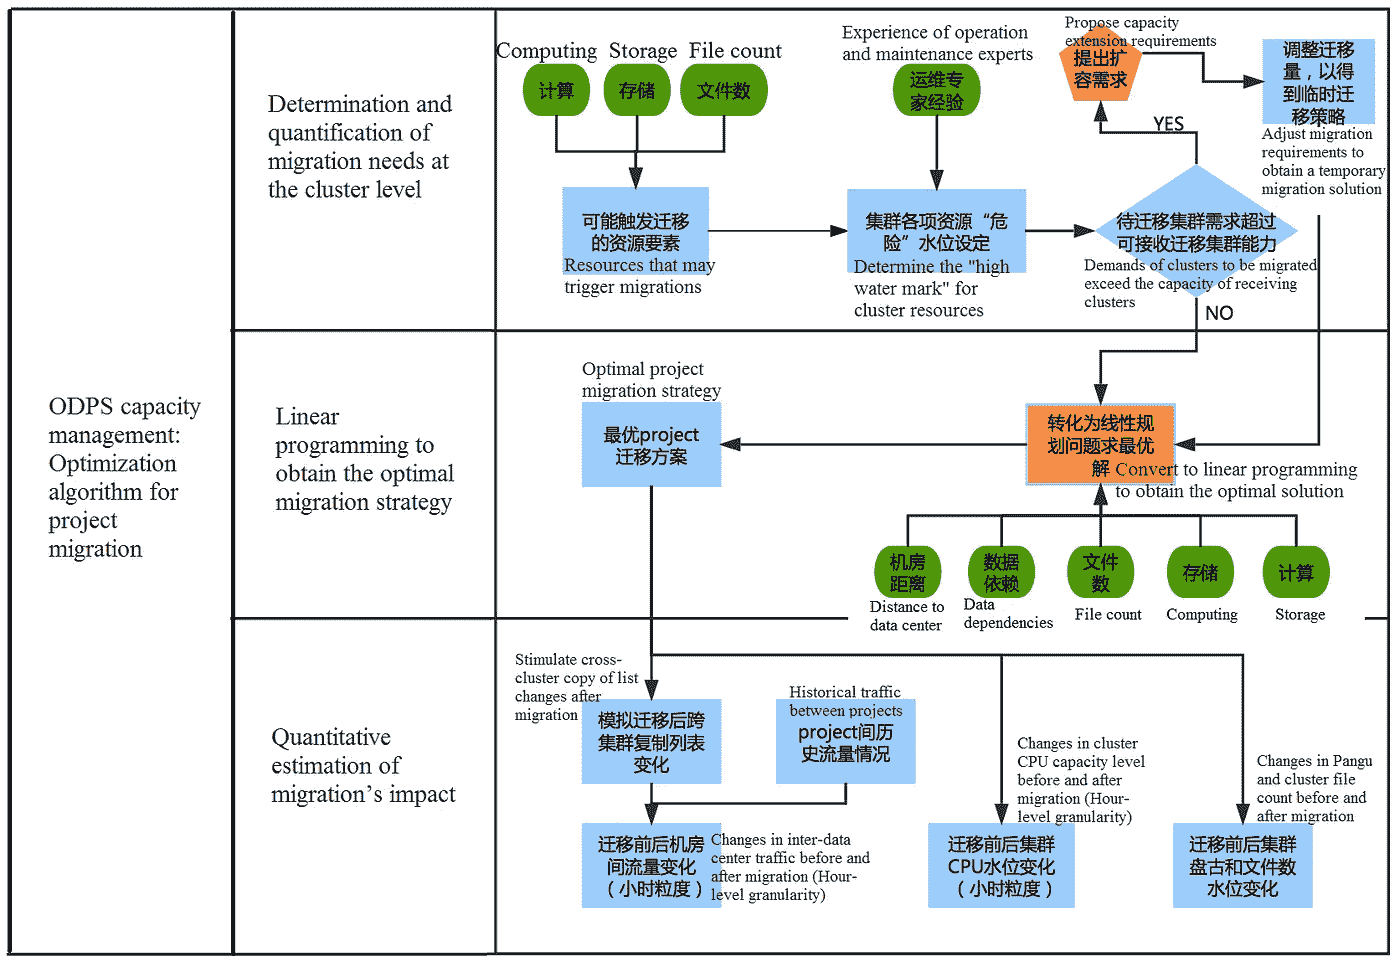 ODPS capacity
management:
Optimization
algorithm for
project
migration
Determination and
quantification of
migration needs at
the cluster level
Computing
Storage
File count
计算
存储
文件数
可能触发迁移
的资源要素
Resources that may
trigger migrations
Experience of operation
and maintenance experts
运维专
家经验
集群各项资源“危
险”水位设定
Determine the "high
water mark" for
cluster resources
Propose capacity
extension requirements
提出扩
容需求
YES
待迁移集群需求超过
可接收迁移集群能力
Demands of clusters to be migrated
exceed the capacity of receiving
clusters
NO
调整迁移
量，以得
到临时迁
移策略
Adjust migration
requirements to
obtain a temporary
migration solution
Linear
programming to
obtain the optimal
migration strategy
Optimal project
migration strategy
最优project
迁移方案
转化为线性规
划问题求最优
解
Convert to linear programming
to obtain the optimal solution
机房
距离
数据
依赖
文件
数
存储
计算
Distance to
data center
Data
dependencies
File count
Computing
Storage
Quantitative
estimation of
migration’s impact
Stimulate cross-
cluster copy of list
changes after
migration
模拟迁移后跨
集群复制列表
变化
Historical traffic
between projects
project间历
史流量情况
迁移前后机房
间流量变化
（小时粒度）
Changes in inter-data
center traffic before and
after migration (Hour-
level granularity)
Changes in cluster
CPU capacity level
before and after
migration (Hour-
level granularity)
迁移前后集群
CPU水位变化
（小时粒度）
Changes in Pangu
and cluster file
count before and
after migration
迁移前后集群
盘古和文件数
水位变化